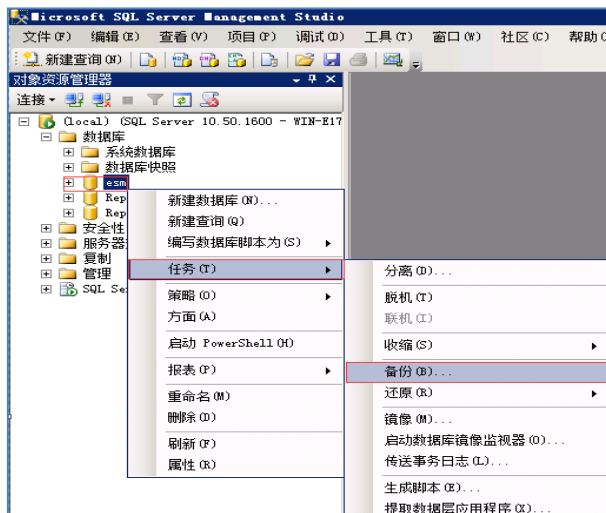 Microsoft SQL Server Management Studio
文件(F) 编辑(E) 查看(V) 项目(P) 调试(D) 工具(T) 窗口(W) 社区(C) 帮助(
新建查询(N)
对象资源管理器
连接
(local) (SQL Server 10.50.1600 - WIN-E17
数据库
系统数据库
数据库快照
esm
Rep
Rep
安全性
服务器
复制
管理
SQL Se
新建数据库(N)...
新建查询(Q)
编写数据库脚本为(S)
任务(T)
策略(O)
方面(A)
启动 PowerShell(H)
报表(P)
重命名(M)
删除(D)
刷新(F)
属性(R)
分离(D)...
脱机(T)
联机(I)
收缩(S)
备份(B)...
还原(R)
镜像(M)...
启动数据库镜像监视器(O)...
传送事务日志(L)...
生成脚本(E)...
提取数据层应用程序(X)...